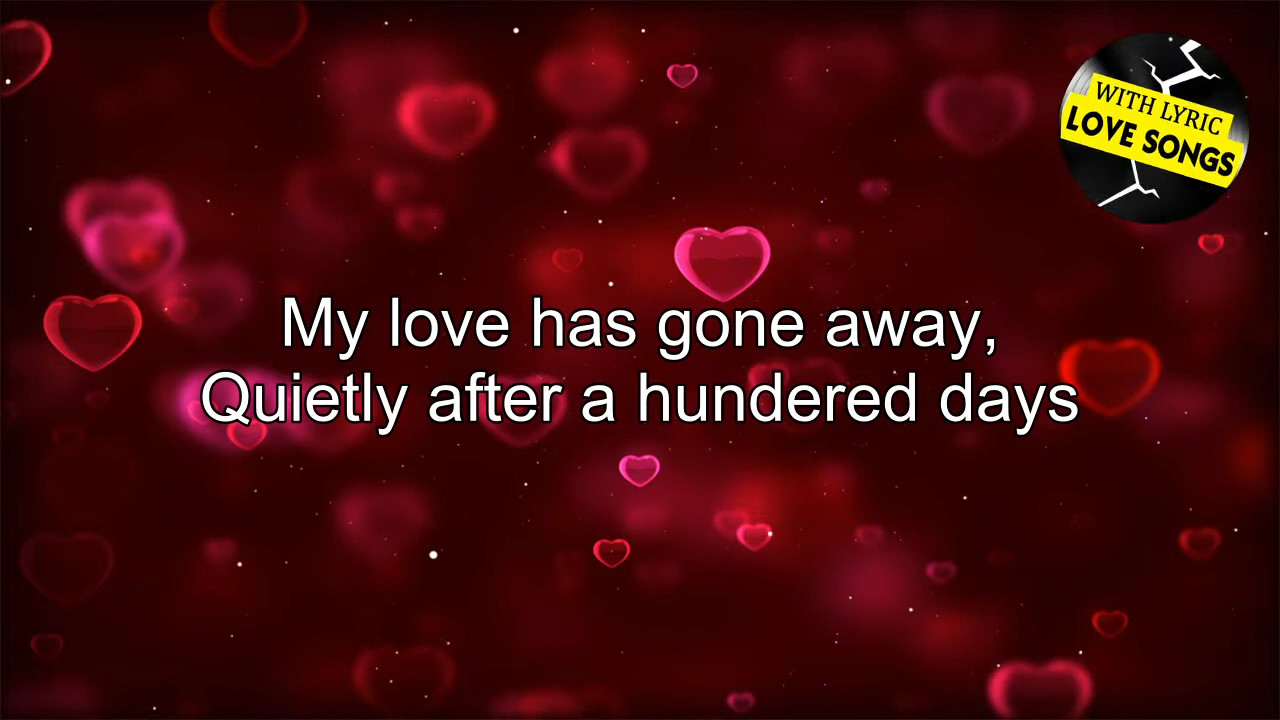 WITH LYRIC
LOVE SONGS
My love has gone away,
Quietly after a hundered days